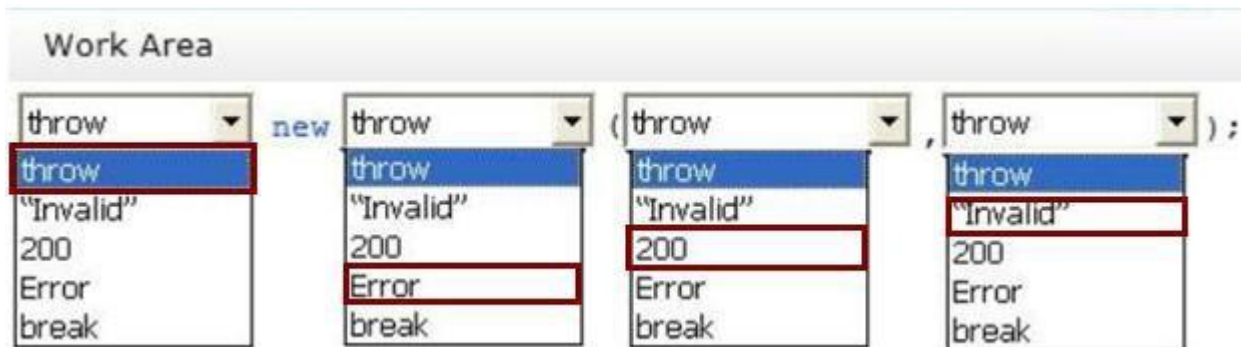 Work Area
throw new throw (throw , throw );
throw throw throw throw
"Invalid" "Invalid" "Invalid" "Invalid"
200 200 200 200
Error Error Error Error
break break break break